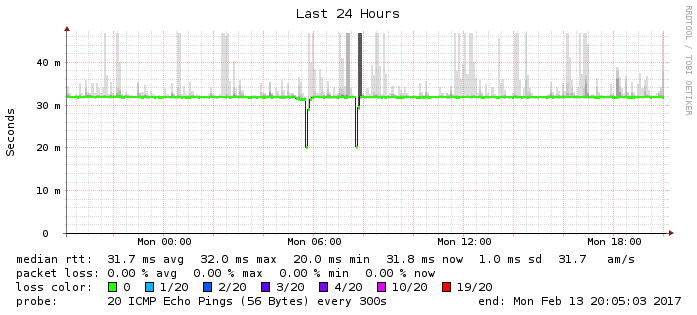 Last 24 Hours
RRDTOOL / TOBI OETIKER
Seconds
40 m
30 m
20 m
10 m
0
Mon 00:00 Mon 06:00 Mon 12:00 Mon 18:00
median rtt: 31.7 ms avg 32.0 ms max 20.0 ms min 31.8 ms now 1.0 ms sd 31.7 am/s
packet loss: 0.00 % avg 0.00 % max 0.00 % min 0.00 % now
loss color: 0 1/20 2/20 3/20 4/20 10/20 19/20
probe: 20 ICMP Echo Pings (56 Bytes) every 300s end: Mon Feb 13 20:05:03 2017